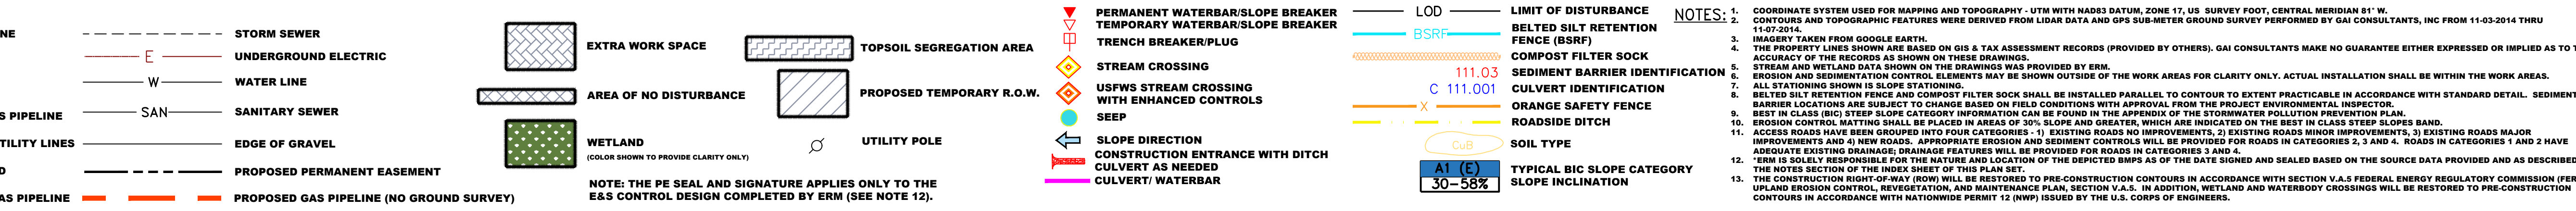 NE
S PIPELINE
TILITY LINES
D
AS PIPELINE
STORM SEWER
E UNDERGROUND ELECTRIC
W WATER LINE
SAN SANITARY SEWER
EDGE OF GRAVEL
PROPOSED PERMANENT EASEMENT
PROPOSED GAS PIPELINE (NO GROUND SURVEY)
EXTRA WORK SPACE
AREA OF NO DISTURBANCE
WETLAND
(COLOR SHOWN TO PROVIDE CLARITY ONLY)
TOPSOIL SEGREGATION AREA
PROPOSED TEMPORARY R.O.W.
UTILITY POLE
NOTE: THE PE SEAL AND SIGNATURE APPLIES ONLY TO THE
E&S CONTROL DESIGN COMPLETED BY ERM (SEE NOTE 12).
PERMANENT WATERBAR/SLOPE BREAKER
TEMPORARY WATERBAR/SLOPE BREAKER
TRENCH BREAKER/PLUG
STREAM CROSSING
USFWS STREAM CROSSING
WITH ENHANCED CONTROLS
SEEP
SLOPE DIRECTION
CONSTRUCTION ENTRANCE WITH DITCH
CULVERT AS NEEDED
CULVERT/ WATERBAR
LOD LIMIT OF DISTURBANCE
BSRF BELTED SILT RETENTION
FENCE (BSRF)
COMPOST FILTER SOCK
111.03 SEDIMENT BARRIER IDENTIFICATION
C 111.001 CULVERT IDENTIFICATION
X ORANGE SAFETY FENCE
ROADSIDE DITCH
CuB SOIL TYPE
A1 (E) TYPICAL BIC SLOPE CATEGORY
30-58% SLOPE INCLINATION
NOTES:
1. COORDINATE SYSTEM USED FOR MAPPING AND TOPOGRAPHY - UTM WITH NAD83 DATUM, ZONE 17, US SURVEY FOOT, CENTRAL MERIDIAN 81° W.
2. CONTOURS AND TOPOGRAPHIC FEATURES WERE DERIVED FROM LIDAR DATA AND GPS SUB-METER GROUND SURVEY PERFORMED BY GAI CONSULTANTS, INC FROM 11-03-2014 THRU
11-07-2014.
3. IMAGERY TAKEN FROM GOOGLE EARTH.
4. THE PROPERTY LINES SHOWN ARE BASED ON GIS & TAX ASSESSMENT RECORDS (PROVIDED BY OTHERS). GAI CONSULTANTS MAKE NO GUARANTEE EITHER EXPRESSED OR IMPLIED AS TO T
ACCURACY OF THE RECORDS AS SHOWN ON THESE DRAWINGS.
5. STREAM AND WETLAND DATA SHOWN ON THE DRAWINGS WAS PROVIDED BY ERM.
6. EROSION AND SEDIMENTATION CONTROL ELEMENTS MAY BE SHOWN OUTSIDE OF THE WORK AREAS FOR CLARITY ONLY. ACTUAL INSTALLATION SHALL BE WITHIN THE WORK AREAS.
7. ALL STATIONING SHOWN IS SLOPE STATIONING.
8. BELTED SILT RETENTION FENCE AND COMPOST FILTER SOCK SHALL BE INSTALLED PARALLEL TO CONTOUR TO EXTENT PRACTICABLE IN ACCORDANCE WITH STANDARD DETAIL. SEDIMENT
BARRIER LOCATIONS ARE SUBJECT TO CHANGE BASED ON FIELD CONDITIONS WITH APPROVAL FROM THE PROJECT ENVIRONMENTAL INSPECTOR.
9. BEST IN CLASS (BIC) STEEP SLOPE CATEGORY INFORMATION CAN BE FOUND IN THE APPENDIX OF THE STORMWATER POLLUTION PREVENTION PLAN.
10. EROSION CONTROL MATTING SHALL BE PLACED IN AREAS OF 30% SLOPE AND GREATER, WHICH ARE INDICATED ON THE BEST IN CLASS STEEP SLOPES BAND.
11. ACCESS ROADS HAVE BEEN GROUPED INTO FOUR CATEGORIES - 1) EXISTING ROADS NO IMPROVEMENTS, 2) EXISTING ROADS MINOR IMPROVEMENTS, 3) EXISTING ROADS MAJOR
IMPROVEMENTS AND 4) NEW ROADS. APPROPRIATE EROSION AND SEDIMENT CONTROLS WILL BE PROVIDED FOR ROADS IN CATEGORIES 2, 3 AND 4. ROADS IN CATEGORIES 1 AND 2 HAVE
ADEQUATE EXISTING DRAINAGE; DRAINAGE FEATURES WILL BE PROVIDED FOR ROADS IN CATEGORIES 3 AND 4.
12. *ERM IS SOLELY RESPONSIBLE FOR THE NATURE AND LOCATION OF THE DEPICTED BMPS AS OF THE DATE SIGNED AND SEALED BASED ON THE SOURCE DATA PROVIDED AND AS DESCRIBED
THE NOTES SECTION OF THE INDEX SHEET OF THIS PLAN SET.
13. THE CONSTRUCTION RIGHT-OF-WAY (ROW) WILL BE RESTORED TO PRE-CONSTRUCTION CONTOURS IN ACCORDANCE WITH SECTION V.A.5 FEDERAL ENERGY REGULATORY COMMISSION (FER
UPLAND EROSION CONTROL, REVEGETATION, AND MAINTENANCE PLAN, SECTION V.A.5. IN ADDITION, WETLAND AND WATERBODY CROSSINGS WILL BE RESTORED TO PRE-CONSTRUCTION
CONTOURS IN ACCORDANCE WITH NATIONWIDE PERMIT 12 (NWP) ISSUED BY THE U.S. CORPS OF ENGINEERS.